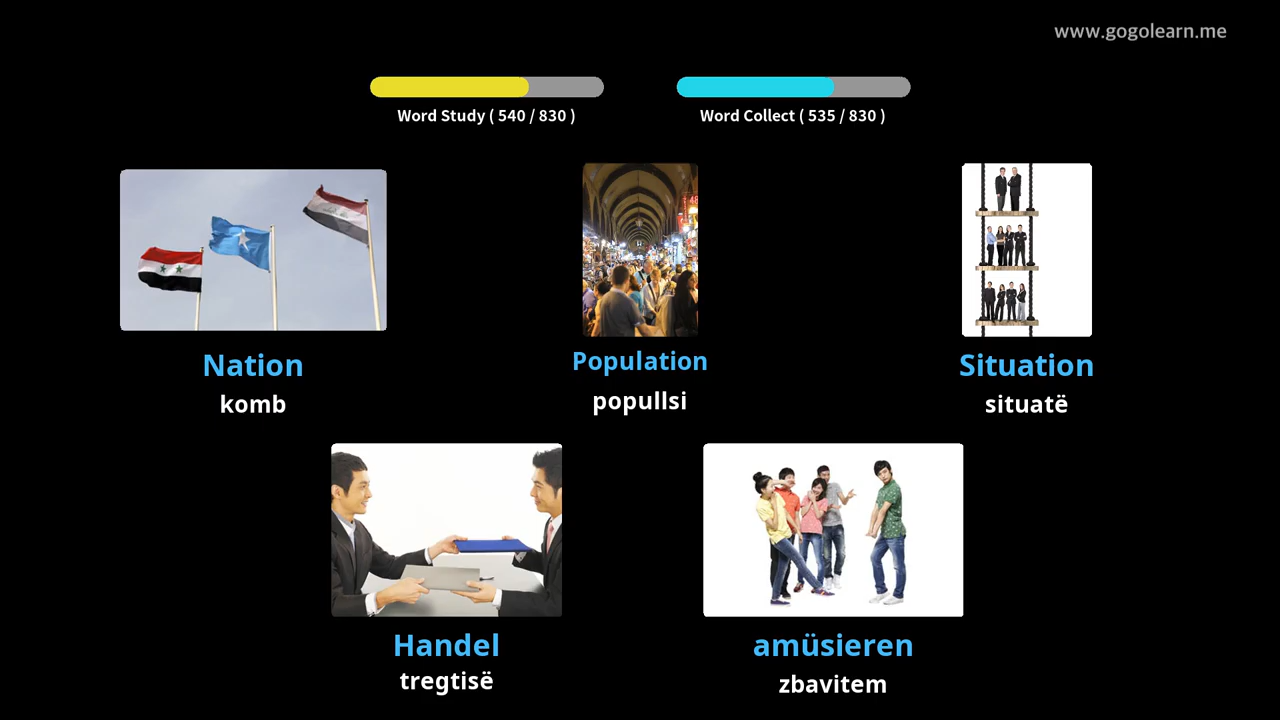 www.gogolearn.me
Word Study ( 540 / 830 )
Word Collect ( 535 / 830 )
Nation
komb
Population
popullsi
Situation
situatë
Handel
tregtisë
amüsieren
zbavitem